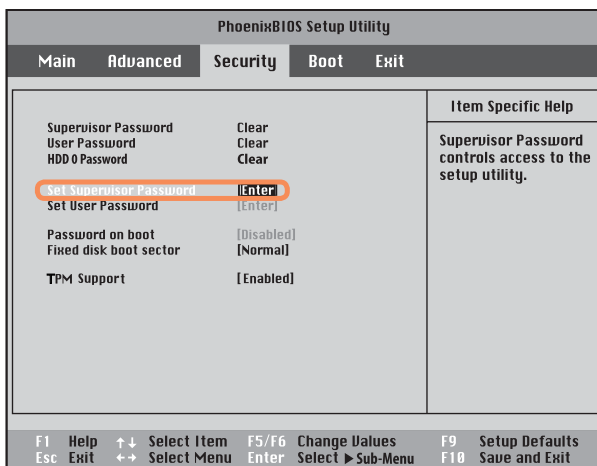 PhoenixBIOS Setup Utility
Main Advanced Security Boot Exit
Item Specific Help
Supervisor Password Clear
User Password Clear
HDD 0 Password Clear
Set Supervisor Password [Enter]
Set User Password [Enter]
Password on boot [Disabled]
Fixed disk boot sector [Normal]
TPM Support [Enabled]
Supervisor Password
controls access to the
setup utility.
F1 Help ↑↓ Select Item F5/F6 Change Values F9 Setup Defaults
Esc Exit ←→ Select Menu Enter Select ▶ Sub-Menu F10 Save and Exit